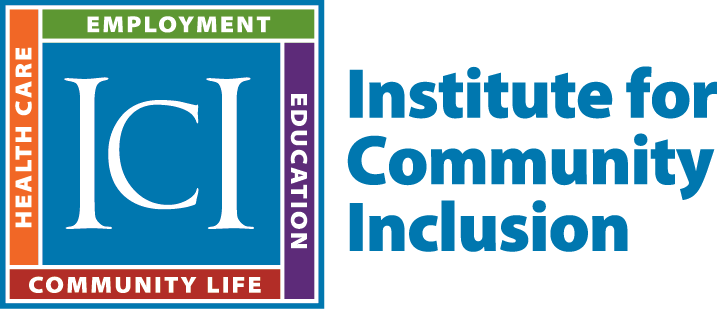 EMPLOYMENT
HEALTH CARE
ICI
EDUCATION
COMMUNITY LIFE
Institute for
Community
Inclusion